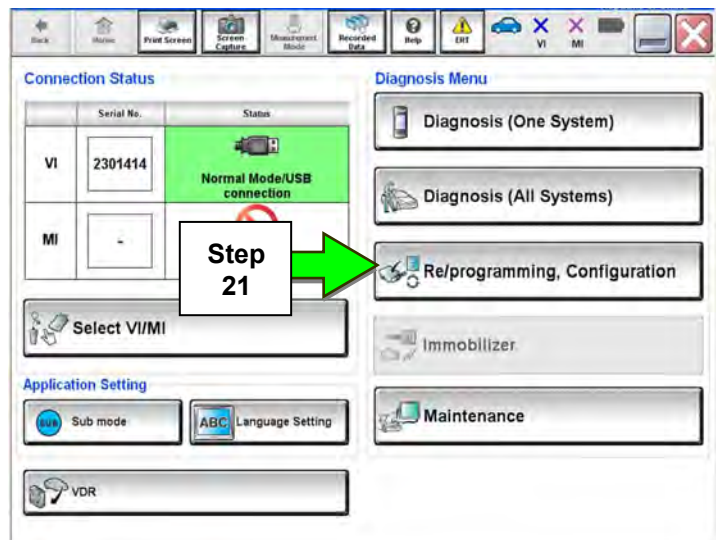 Back
Home
Print Screen
Screen Capture
Measurement Mode
Recorded Data
Help
ERT
VI
MI
Connection Status
Diagnosis Menu
Serial No.
Status
VI
2301414
Normal Mode/USB
connection
MI
-
Step
21
Select VI/MI
Application Setting
SUB
Sub mode
ABC
Language Setting
VDR
Diagnosis (One System)
Diagnosis (All Systems)
Re/programming, Configuration
Immobilizer
Maintenance